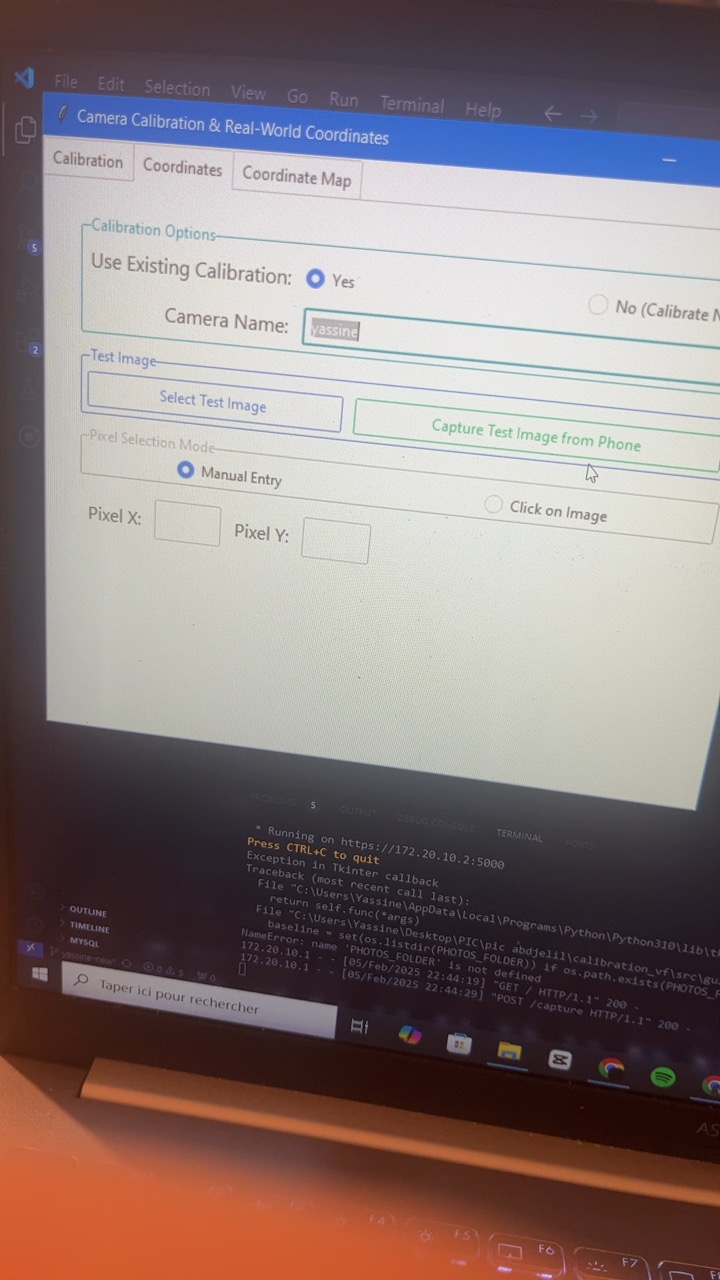 File Edit Selection View Go Run Terminal Help
Camera Calibration & Real-World Coordinates
Calibration Coordinates Coordinate Map
Calibration Options
Use Existing Calibration: Yes No (Calibrate N
Camera Name: yassine
Test Image
Select Test Image Capture Test Image from Phone
Pixel Selection Mode
Manual Entry Click on Image
Pixel X: Pixel Y:
5
2
PROBLEMS 5 OUTPUT DEBUG CONSOLE TERMINAL PORTS
* Running on https://172.20.10.2:5000
Press CTRL+C to quit
Exception in Tkinter callback
Traceback (most recent call last):
File "C:\Users\Yassine\AppData\Local\Programs\Python\Python310\lib\
return self.func(*args)
File "C:\Users\Yassine\Desktop\PIC\pic abdjelil\calibration_vf\src\gu
baseline = set(os.listdir(PHOTOS_FOLDER)) if os.path.exists(PHOTOS_F
NameError: name 'PHOTOS_FOLDER' is not defined
172.20.10.1 - - [05/Feb/2025 22:44:19] "GET / HTTP/1.1" 200 -
172.20.10.1 - - [05/Feb/2025 22:44:29] "POST /capture HTTP/1.1" 200 -
OUTLINE
TIMELINE
MYSQL
yassine-new* 0 5 0
Taper ici pour rechercher
AS
F4 F5 F6 F7